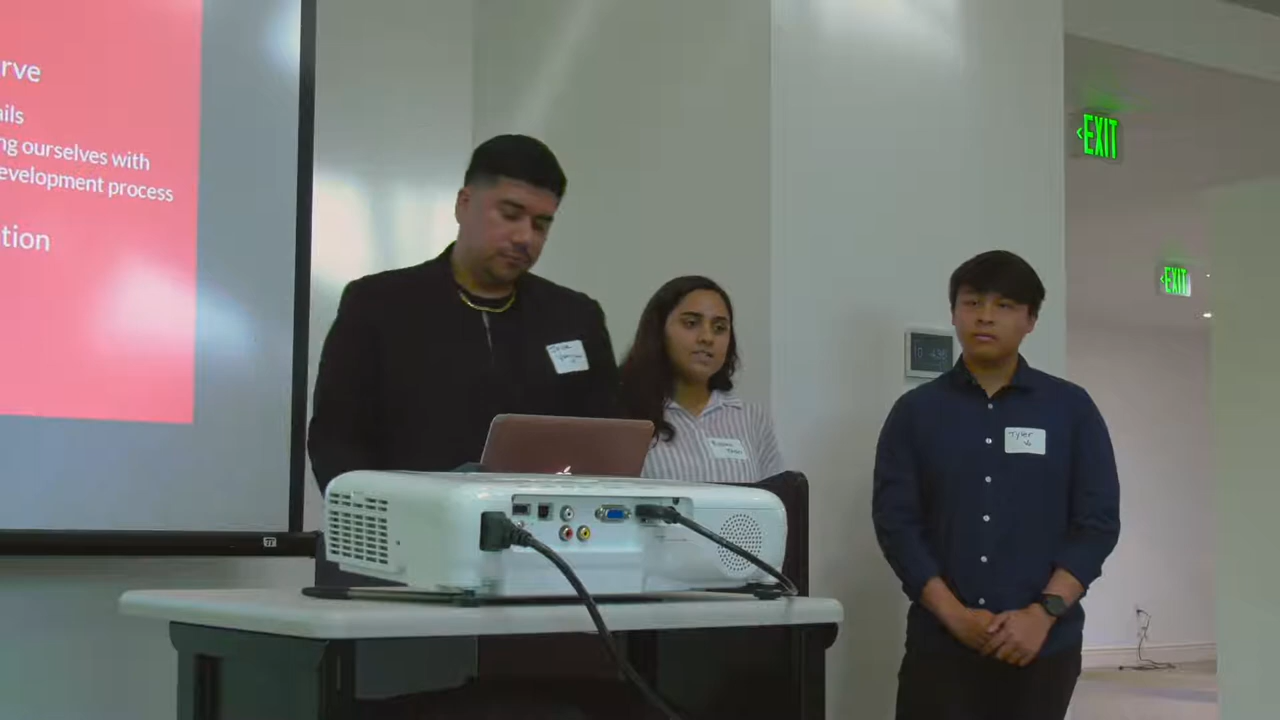 rve
ails
ng ourselves with
evelopment process
tion
<EXIT
<EXIT
Tyler